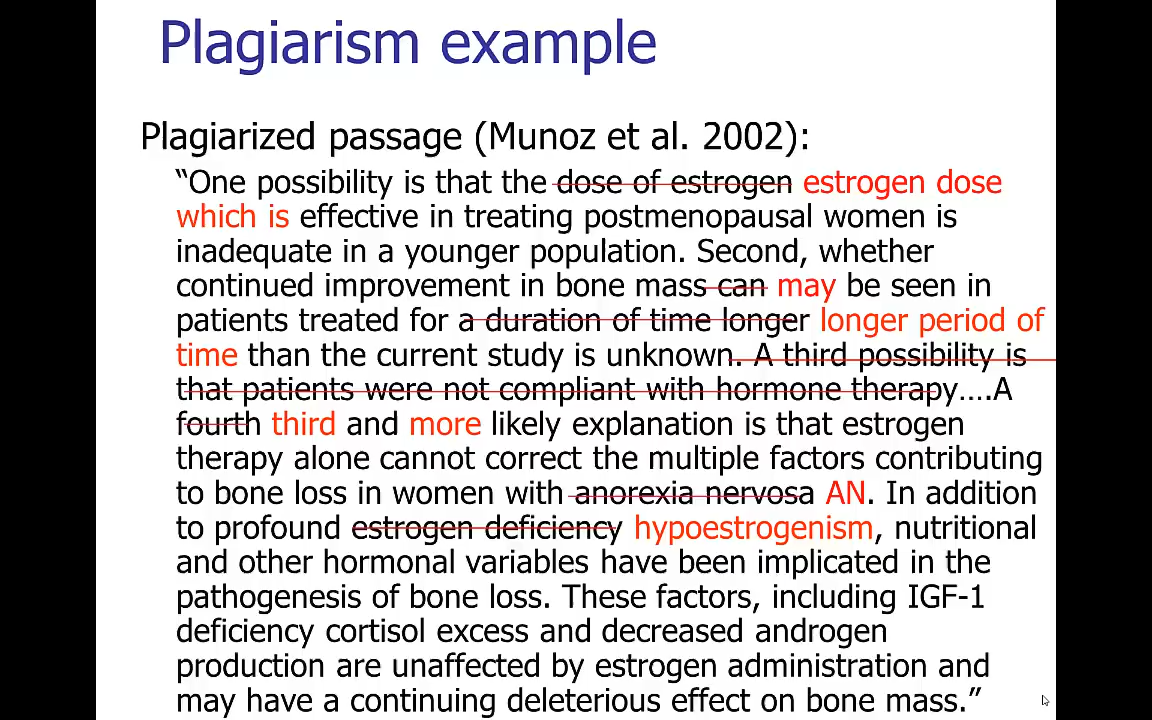 Plagiarism example
Plagiarized passage (Munoz et al. 2002):
“One possibility is that the dose of estrogen estrogen dose
which is effective in treating postmenopausal women is
inadequate in a younger population. Second, whether
continued improvement in bone mass can may be seen in
patients treated for a duration of time longer longer period of
time than the current study is unknown. A third possibility is
that patients were not compliant with hormone therapy….A
fourth third and more likely explanation is that estrogen
therapy alone cannot correct the multiple factors contributing
to bone loss in women with anorexia nervosa AN. In addition
to profound estrogen deficiency hypoestrogenism, nutritional
and other hormonal variables have been implicated in the
pathogenesis of bone loss. These factors, including IGF-1
deficiency cortisol excess and decreased androgen
production are unaffected by estrogen administration and
may have a continuing deleterious effect on bone mass.”